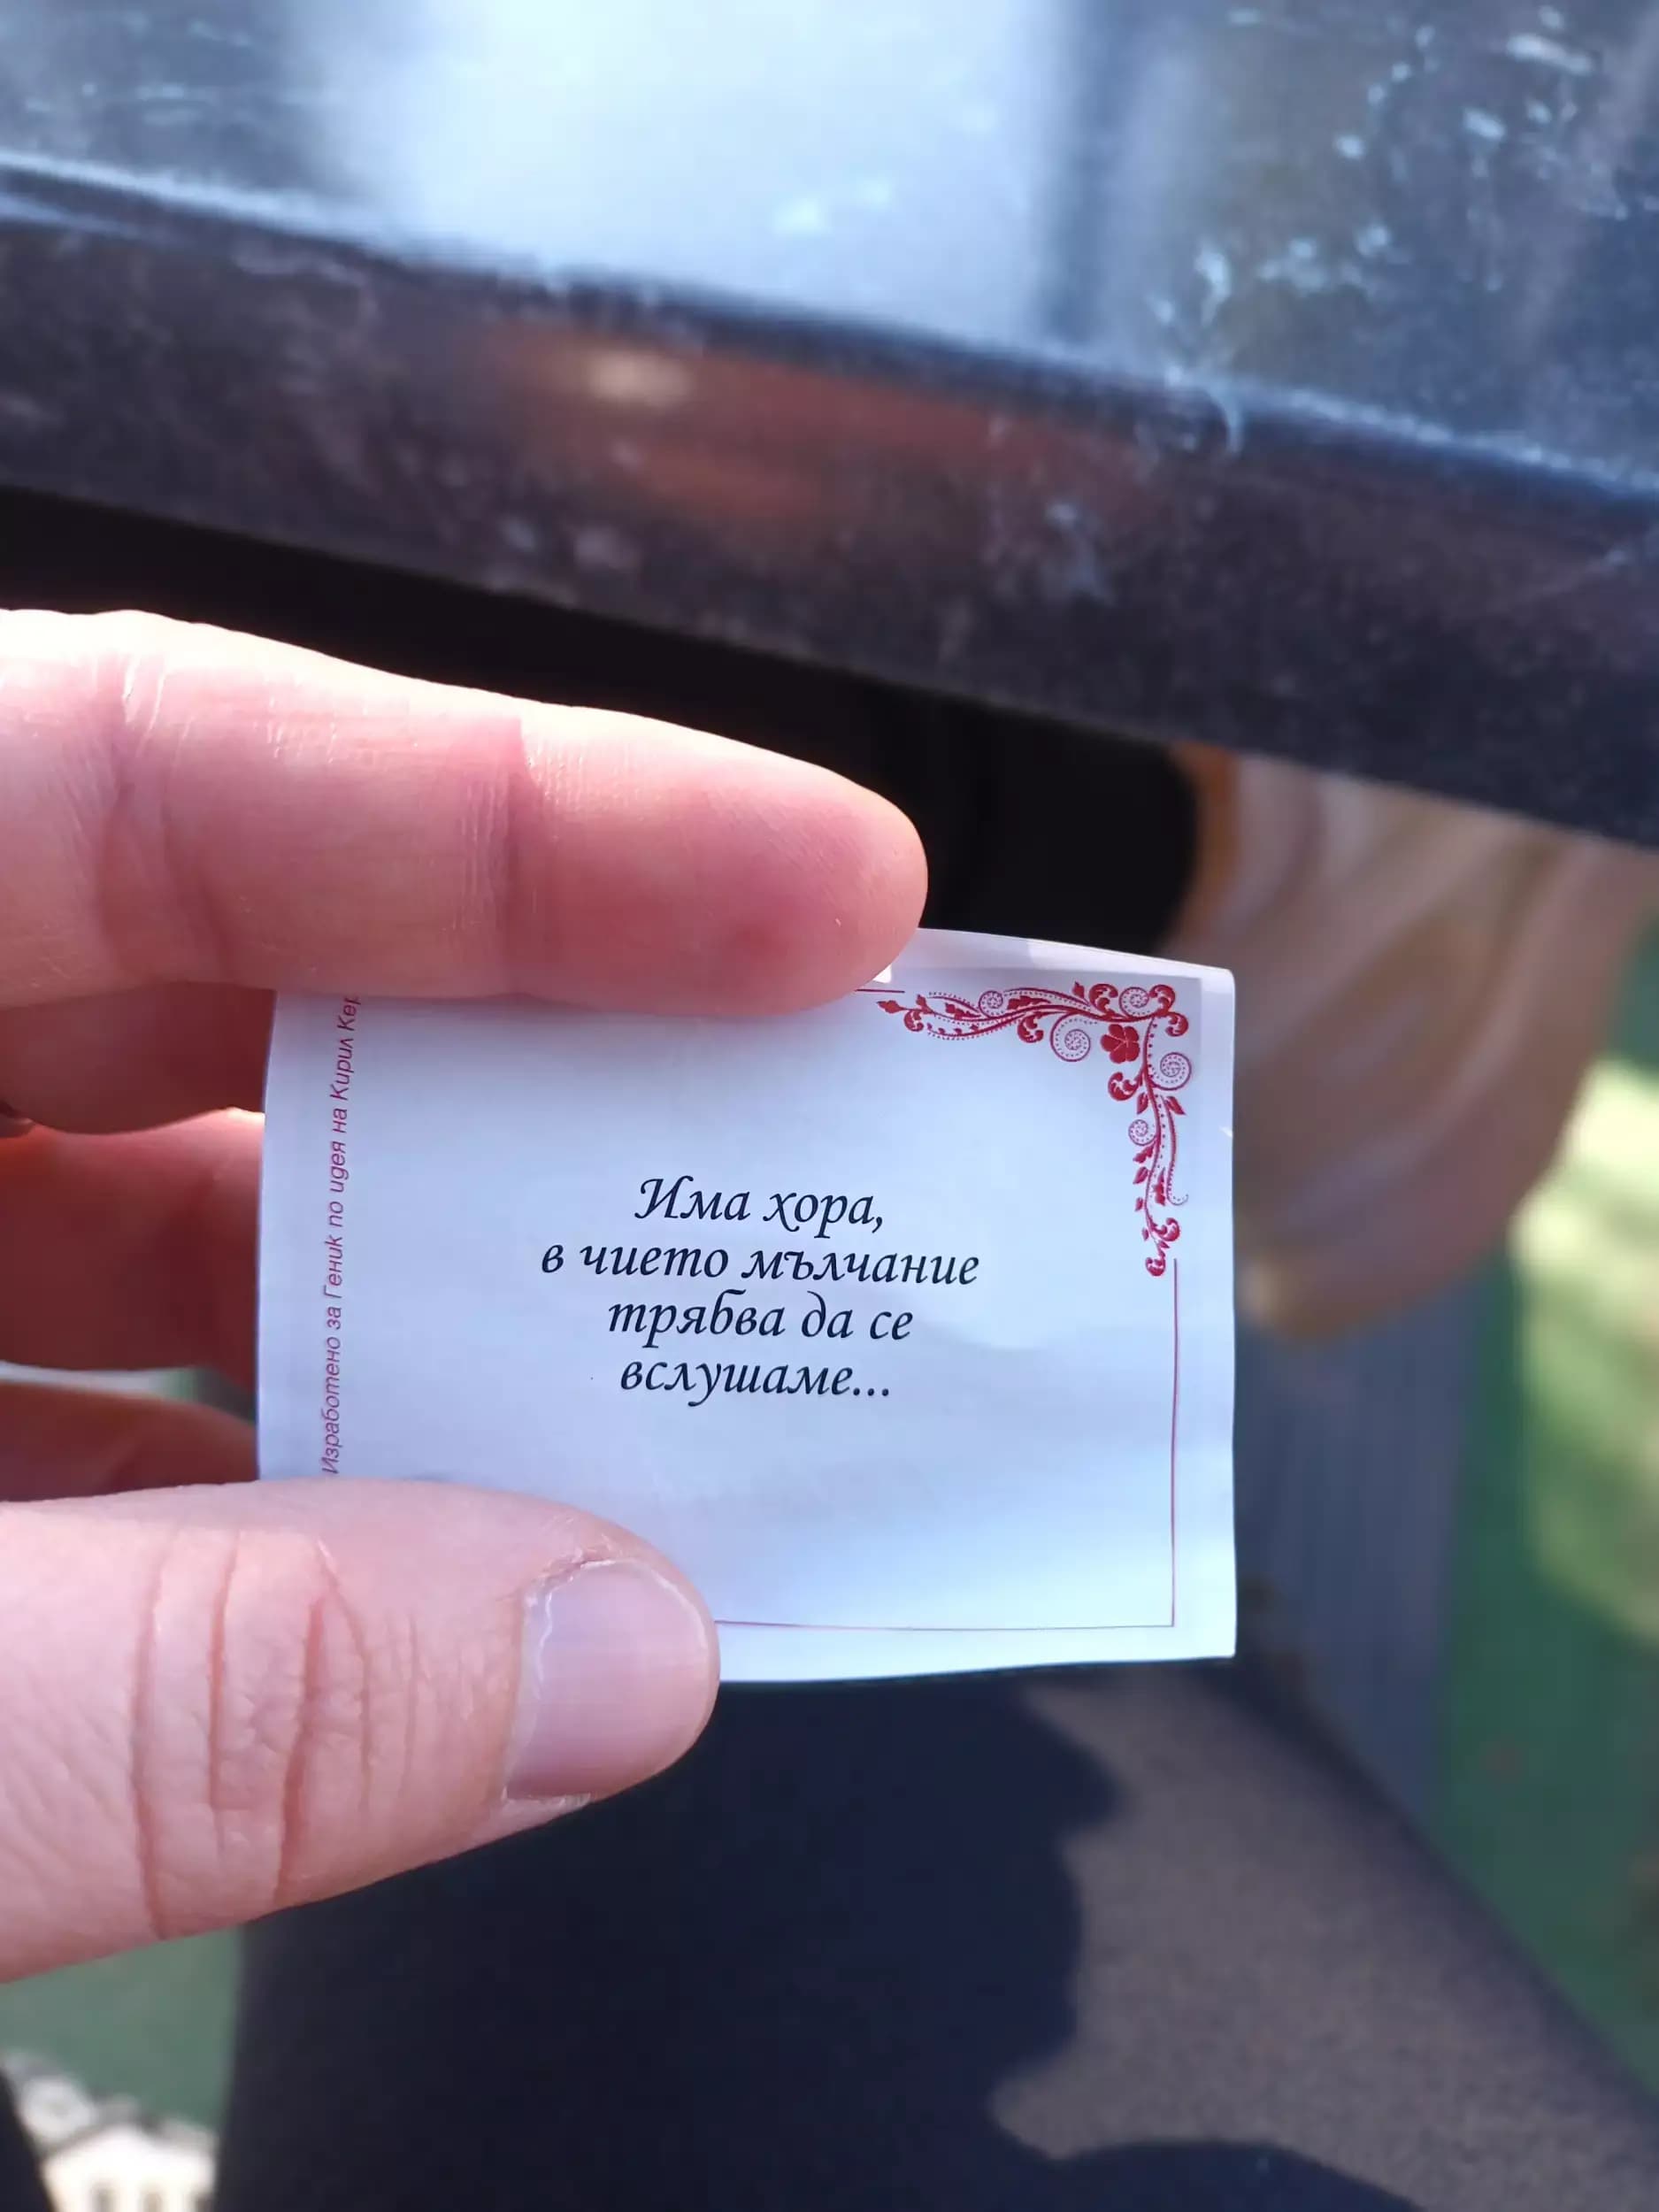 Има хора,
в чието мълчание
трябва да се
вслушаме...
Изработено за Геник по идея на Кирил